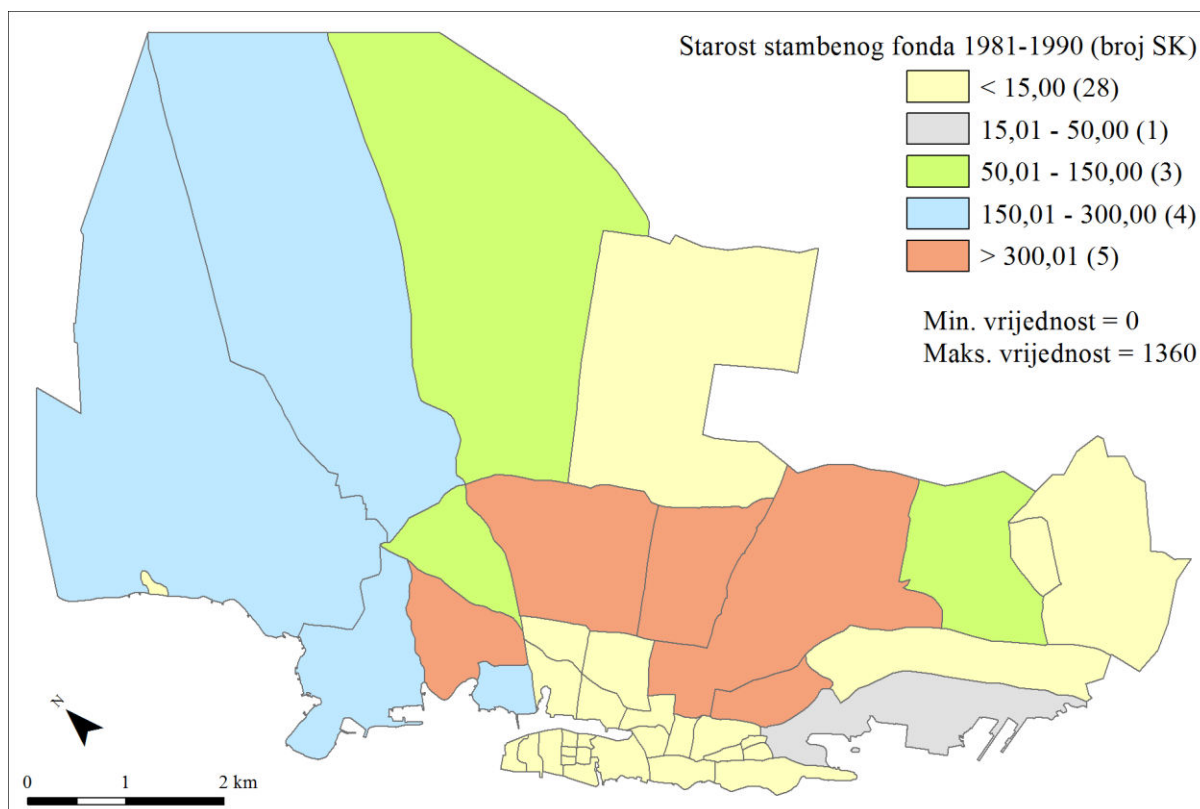 Starost stambenog fonda 1981-1990 (broj SK)
< 15,00 (28)
15,01 - 50,00 (1)
50,01 - 150,00 (3)
150,01 - 300,00 (4)
> 300,01 (5)
Min. vrijednost = 0
Maks. vrijednost = 1360
N
0 1 2 km